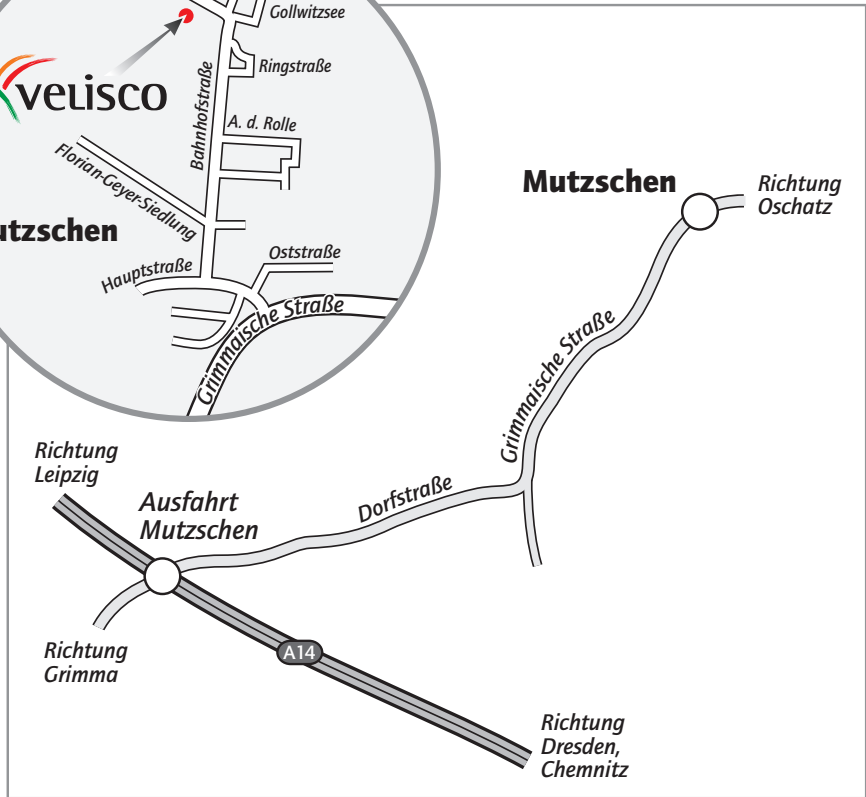 Gollwitzsee
Ringstraße
velisco
Bahnhofstraße
A. d. Rolle
Florian-Geyer-Siedlung
utzschen
Hauptstraße
Oststraße
Grimmaische Straße
Mutzschen
Richtung
Oschatz
Grimmaische Straße
Richtung
Leipzig
Ausfahrt
Mutzschen
Dorfstraße
Richtung
Grimma
A14
Richtung
Dresden,
Chemnitz